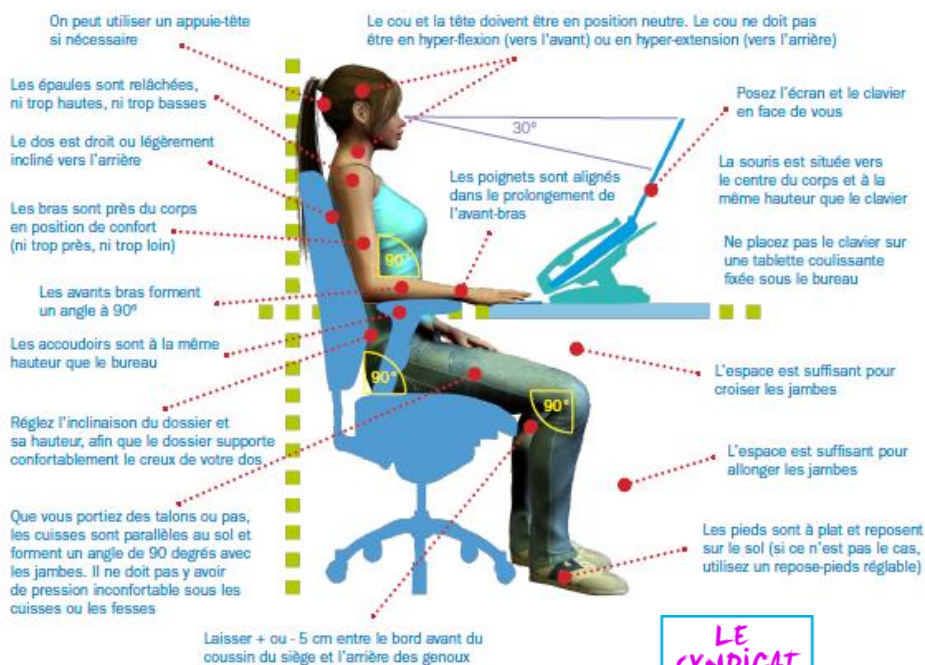 On peut utiliser un appuie-tête
si nécessaire
Le cou et la tête doivent être en position neutre. Le cou ne doit pas
être en hyper-flexion (vers l'avant) ou en hyper-extension (vers l'arrière)
Les épaules sont relâchées,
ni trop hautes, ni trop basses
Le dos est droit ou légèrement
incliné vers l'arrière
Les bras sont près du corps
en position de confort
(ni trop près, ni trop loin)
Les avants bras forment
un angle à 90º
Les accoudoirs sont à la même
hauteur que le bureau
Réglez l'inclinaison du dossier et
sa hauteur, afin que le dossier supporte
confortablement le creux de votre dos
Que vous portiez des talons ou pas,
les cuisses sont parallèles au sol et
forment un angle de 90 degrés avec
les jambes. Il ne doit pas y avoir
de pression inconfortable sous les
cuisses ou les fesses
Laisser + ou - 5 cm entre le bord avant du
coussin du siège et l'arrière des genoux
30º
Les poignets sont alignés
dans le prolongement de
l'avant-bras
90º
90º
90º
Posez l'écran et le clavier
en face de vous
La souris est située vers
le centre du corps et à la
même hauteur que le clavier
Ne placez pas le clavier sur
une tablette coulissante
fixée sous le bureau
L'espace est suffisant pour
croiser les jambes
L'espace est suffisant pour
allonger les jambes
Les pieds sont à plat et reposent
sur le sol (si ce n'est pas le cas,
utilisez un repose-pieds réglable)
LE
SYNDICAT